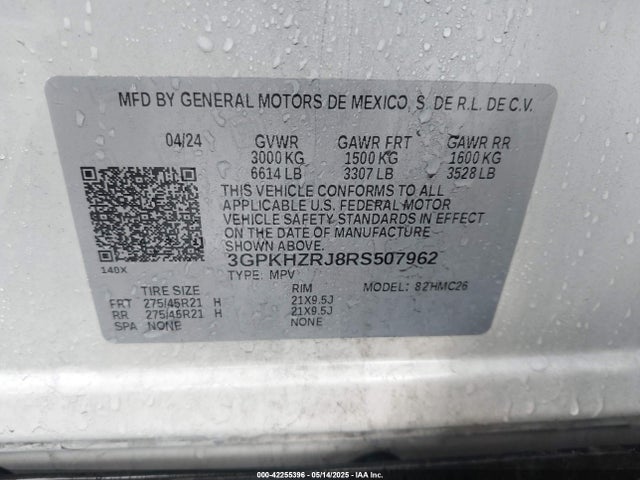 MFD BY GENERAL MOTORS DE MEXICO, S. DE R.L. DE C.V.
04/24 GVWR GAWR FRT GAWR RR
3000 KG 1500 KG 1600 KG
6614 LB 3307 LB 3528 LB
THIS VEHICLE CONFORMS TO ALL
APPLICABLE U.S. FEDERAL MOTOR
VEHICLE SAFETY STANDARDS IN EFFECT
ON THE DATE OF MANUFACTURE
SHOWN ABOVE.
3GPKHZRJ8RS507962
140X TYPE: MPV MODEL: 82HMC26
TIRE SIZE RIM
FRT 275/45R21 H 21X9.5J
RR 275/45R21 H 21X9.5J
SPA NONE NONE
000-42255396 - 05/14/2025 - IAAI, Inc.